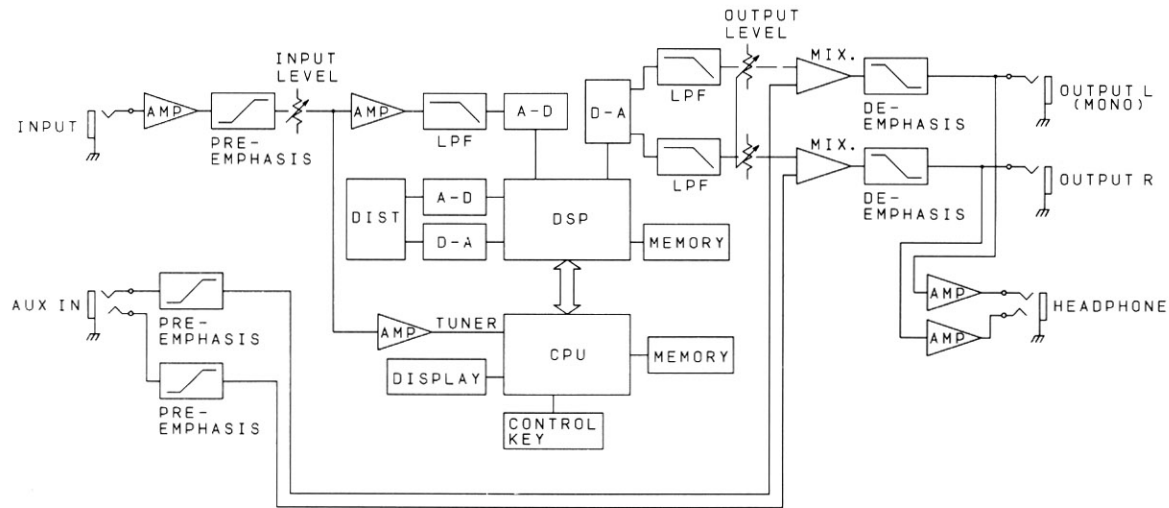 OUTPUT
LEVEL
INPUT
LEVEL
MIX.
LPF
DE-
EMPHASIS
OUTPUT L
(MONO)
INPUT
AMP
PRE-
EMPHASIS
AMP
LPF
A-D
D-A
LPF
MIX.
DE-
EMPHASIS
OUTPUT R
DIST
A-D
D-A
DSP
MEMORY
AUX IN
PRE-
EMPHASIS
PRE-
EMPHASIS
AMP
TUNER
CPU
MEMORY
DISPLAY
CONTROL
KEY
AMP
AMP
HEADPHONE